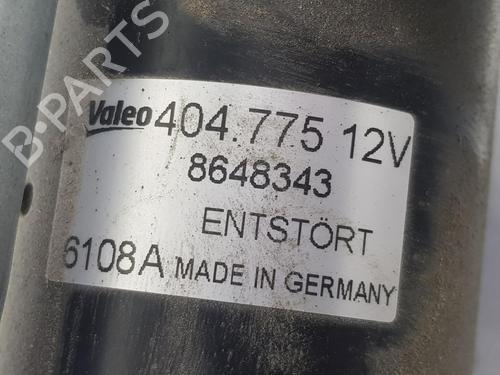 B-PARTS
Valeo 404.775 12V
8648343
ENTSTÖRT
6108A MADE IN GERMANY